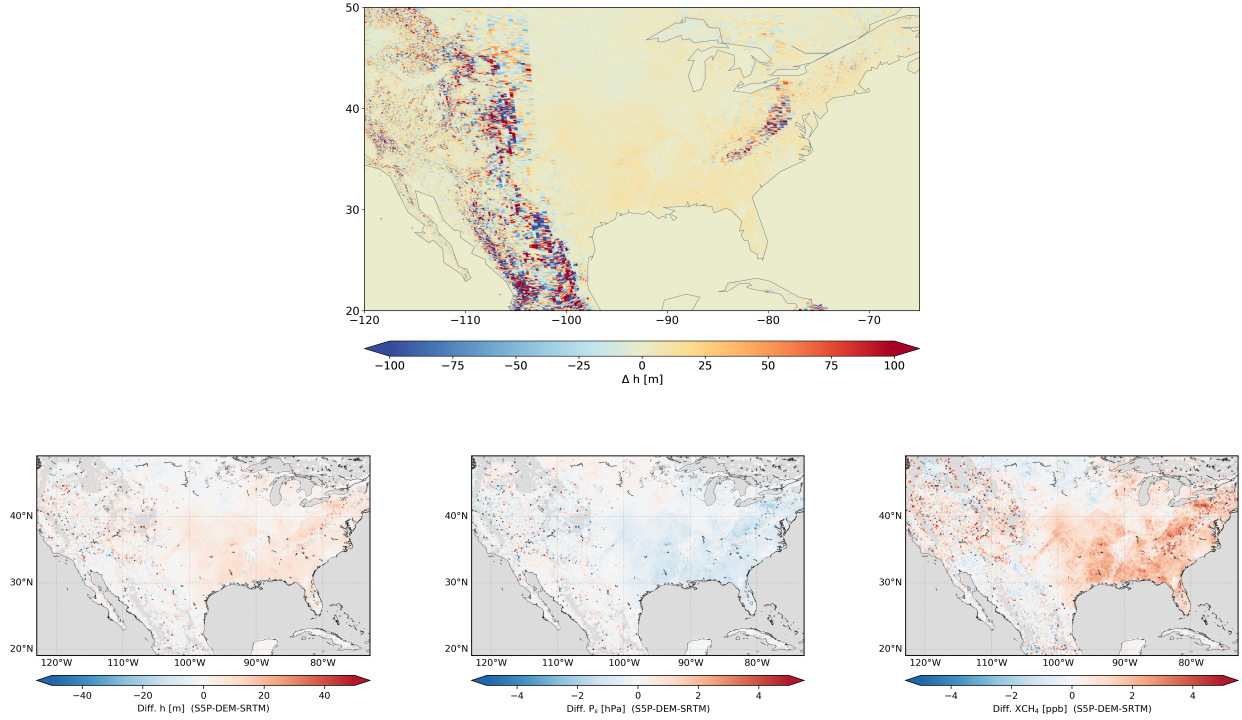 50
40
30
20
−120 −110 −100 −90 −80 −70
−100 −75 −50 −25 0 25 50 75 100
Δ h [m]
40°N
30°N
20°N
120°W 110°W 100°W 90°W 80°W
−40 −20 0 20 40
Diff. h [m] (S5P-DEM-SRTM)
40°N
30°N
20°N
120°W 110°W 100°W 90°W 80°W
−4 −2 0 2 4
Diff. Pₛ [hPa] (S5P-DEM-SRTM)
40°N
30°N
20°N
120°W 110°W 100°W 90°W 80°W
−4 −2 0 2 4
Diff. XCH₄ [ppb] (S5P-DEM-SRTM)